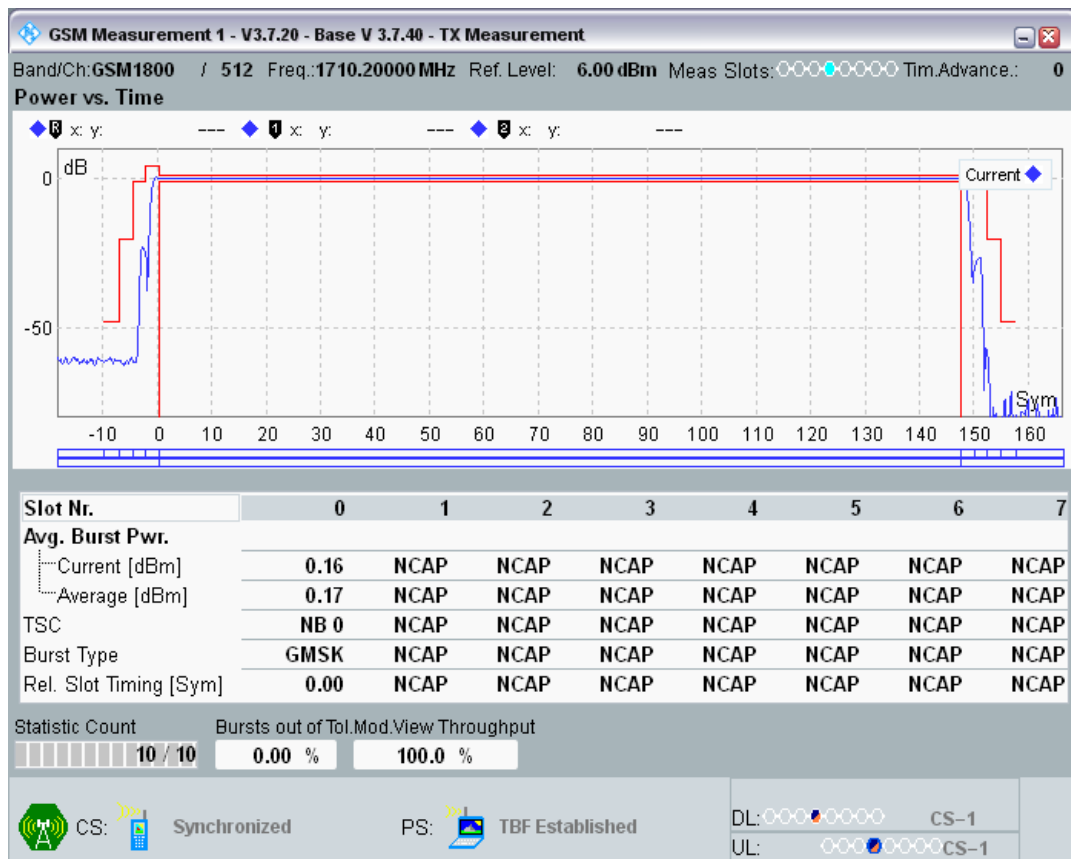 GSM Measurement 1 - V3.7.20 - Base V 3.7.40 - TX Measurement
Band/Ch:GSM1800 / 512 Freq.:1710.20000 MHz Ref. Level: 6.00 dBm Meas Slots: Tim.Advance.: 0
Power vs. Time
R x: y: --- 1 x: y: --- 2 x: y: ---
dB
Current
0
-50
Sym
-10 0 10 20 30 40 50 60 70 80 90 100 110 120 130 140 150 160
Slot Nr. 0 1 2 3 4 5 6 7
Avg. Burst Pwr.
Current [dBm] 0.16 NCAP NCAP NCAP NCAP NCAP NCAP NCAP
Average [dBm] 0.17 NCAP NCAP NCAP NCAP NCAP NCAP NCAP
TSC NB 0 NCAP NCAP NCAP NCAP NCAP NCAP NCAP
Burst Type GMSK NCAP NCAP NCAP NCAP NCAP NCAP NCAP
Rel. Slot Timing [Sym] 0.00 NCAP NCAP NCAP NCAP NCAP NCAP NCAP
Statistic Count Bursts out of Tol.Mod.View Throughput
10 / 10 0.00 % 100.0 %
CS: Synchronized PS: TBF Established
DL: CS-1
UL: CS-1